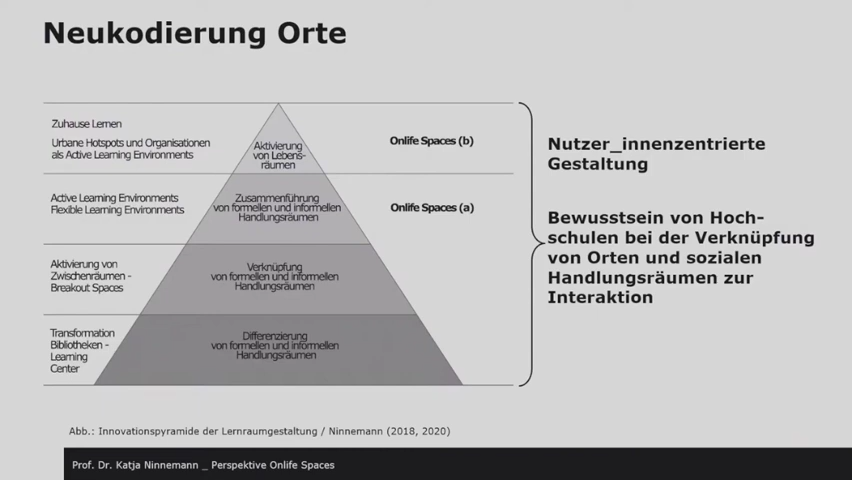 Neukodierung Orte
Zuhause Lernen
Urbane Hotspots und Organisationen
als Active Learning Environments
Aktivierung
von Lebens-
räumen
Onlife Spaces (b)
Active Learning Environments
Flexible Learning Environments
Zusammenführung
von formellen und informellen
Handlungsräumen
Onlife Spaces (a)
Aktivierung von
Zwischenräumen -
Breakout Spaces
Verknüpfung
von formellen und informellen
Handlungsräumen
Transformation
Bibliotheken -
Learning
Center
Differenzierung
von formellen und informellen
Handlungsräumen
Nutzer_innenzentrierte
Gestaltung
Bewusstsein von Hoch-
schulen bei der Verknüpfung
von Orten und sozialen
Handlungsräumen zur
Interaktion
Abb.: Innovationspyramide der Lernraumgestaltung / Ninnemann (2018, 2020)
Prof. Dr. Katja Ninnemann _ Perspektive Onlife Spaces